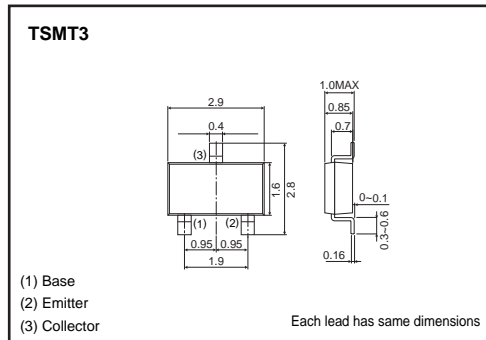 TSMT3
1.0MAX
2.9
0.85
0.4
0.7
(3)
1.6
2.8
0~0.1
(1)
(2)
0.3~0.6
0.95
0.95
0.16
1.9
(1) Base
(2) Emitter
(3) Collector
Each lead has same dimensions